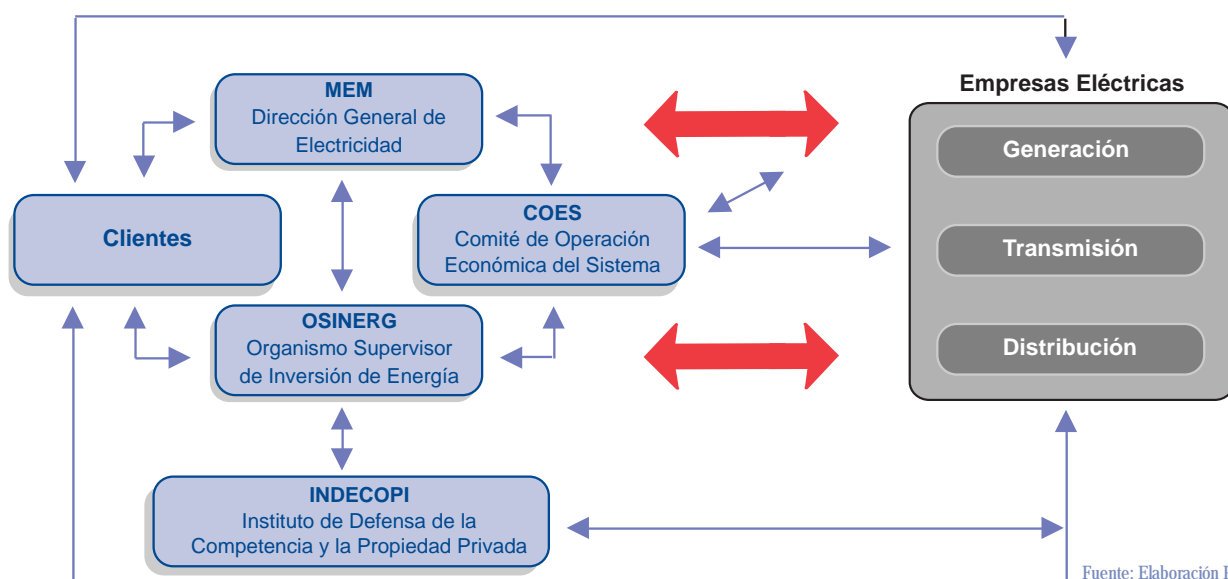 MEM
Dirección General de
Electricidad
Empresas Eléctricas
Generación
Clientes
COES
Comité de Operación
Económica del Sistema
Transmisión
OSINERG
Organismo Supervisor
de Inversión de Energía
Distribución
INDECOPI
Instituto de Defensa de la
Competencia y la Propiedad Privada
Fuente: Elaboración